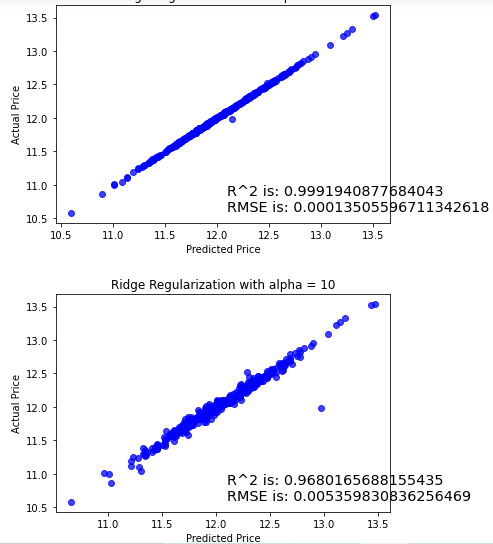 13.5
13.0
12.5
12.0
11.5
11.0
10.5
Actual Price
R^2 is: 0.9991940877684043
RMSE is: 0.00013505596711342618
10.5 11.0 11.5 12.0 12.5 13.0 13.5
Predicted Price
Ridge Regularization with alpha = 10
13.5
13.0
12.5
12.0
11.5
11.0
10.5
Actual Price
R^2 is: 0.9680165688155435
RMSE is: 0.005359830836256469
11.0 11.5 12.0 12.5 13.0 13.5
Predicted Price